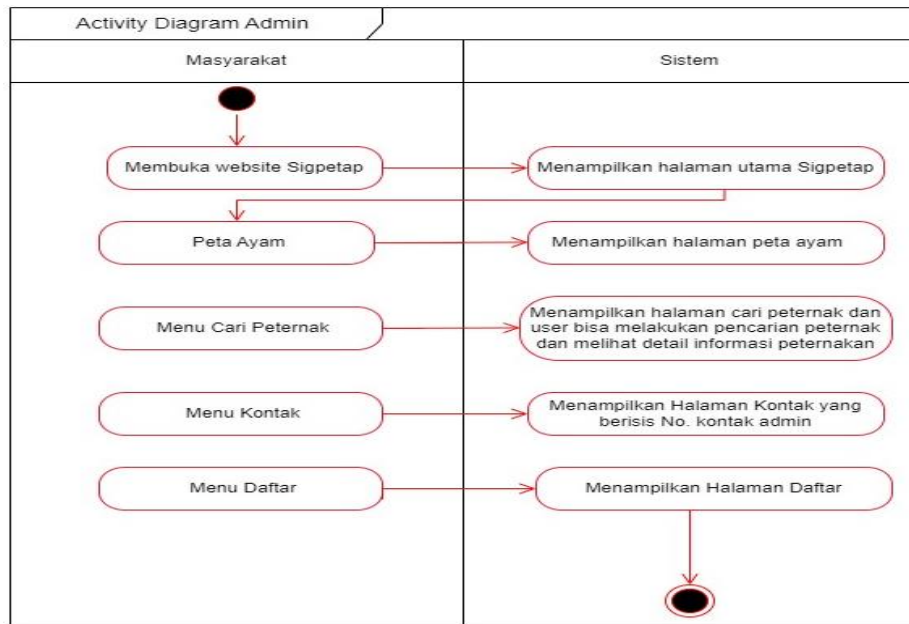 Activity Diagram Admin
Masyarakat
Sistem
Membuka website Sigpetap
Menampilkan halaman utama Sigpetap
Peta Ayam
Menampilkan halaman peta ayam
Menu Cari Peternak
Menampilkan halaman cari peternak dan
user bisa melakukan pencarian peternak
dan melihat detail informasi peternakan
Menu Kontak
Menampilkan Halaman Kontak yang
berisis No. kontak admin
Menu Daftar
Menampilkan Halaman Daftar